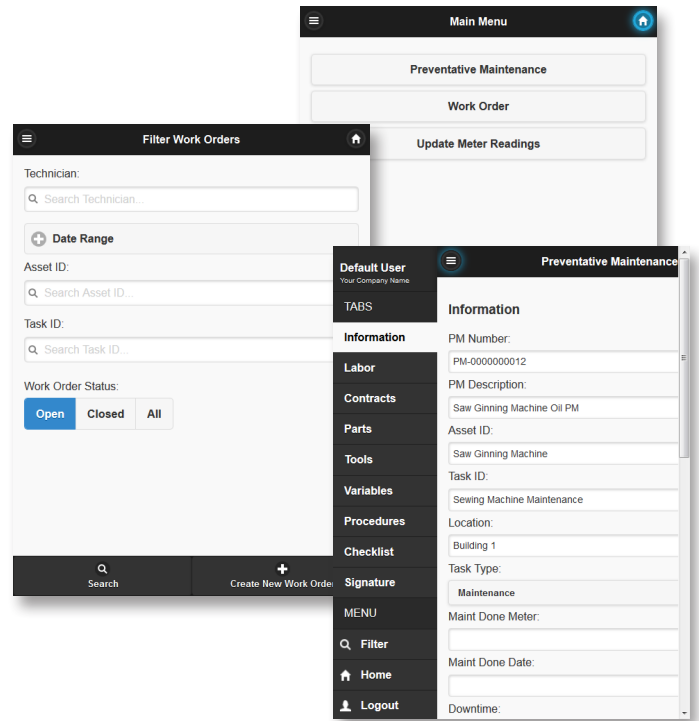 Main Menu
Preventative Maintenance
Work Order
Update Meter Readings
Filter Work Orders
Technician:
Search Technician...
Date Range
Asset ID:
Search Asset ID...
Task ID:
Search Task ID...
Work Order Status:
Open Closed All
Search
Create New Work Order
Default User
Your Company Name
TABS
Information
Labor
Contracts
Parts
Tools
Variables
Procedures
Checklist
Signature
MENU
Filter
Home
Logout
Preventative Maintenance
Information
PM Number:
PM-0000000012
PM Description:
Saw Ginning Machine Oil PM
Asset ID:
Saw Ginning Machine
Task ID:
Sewing Machine Maintenance
Location:
Building 1
Task Type:
Maintenance
Maint Done Meter:
Maint Done Date:
Downtime: